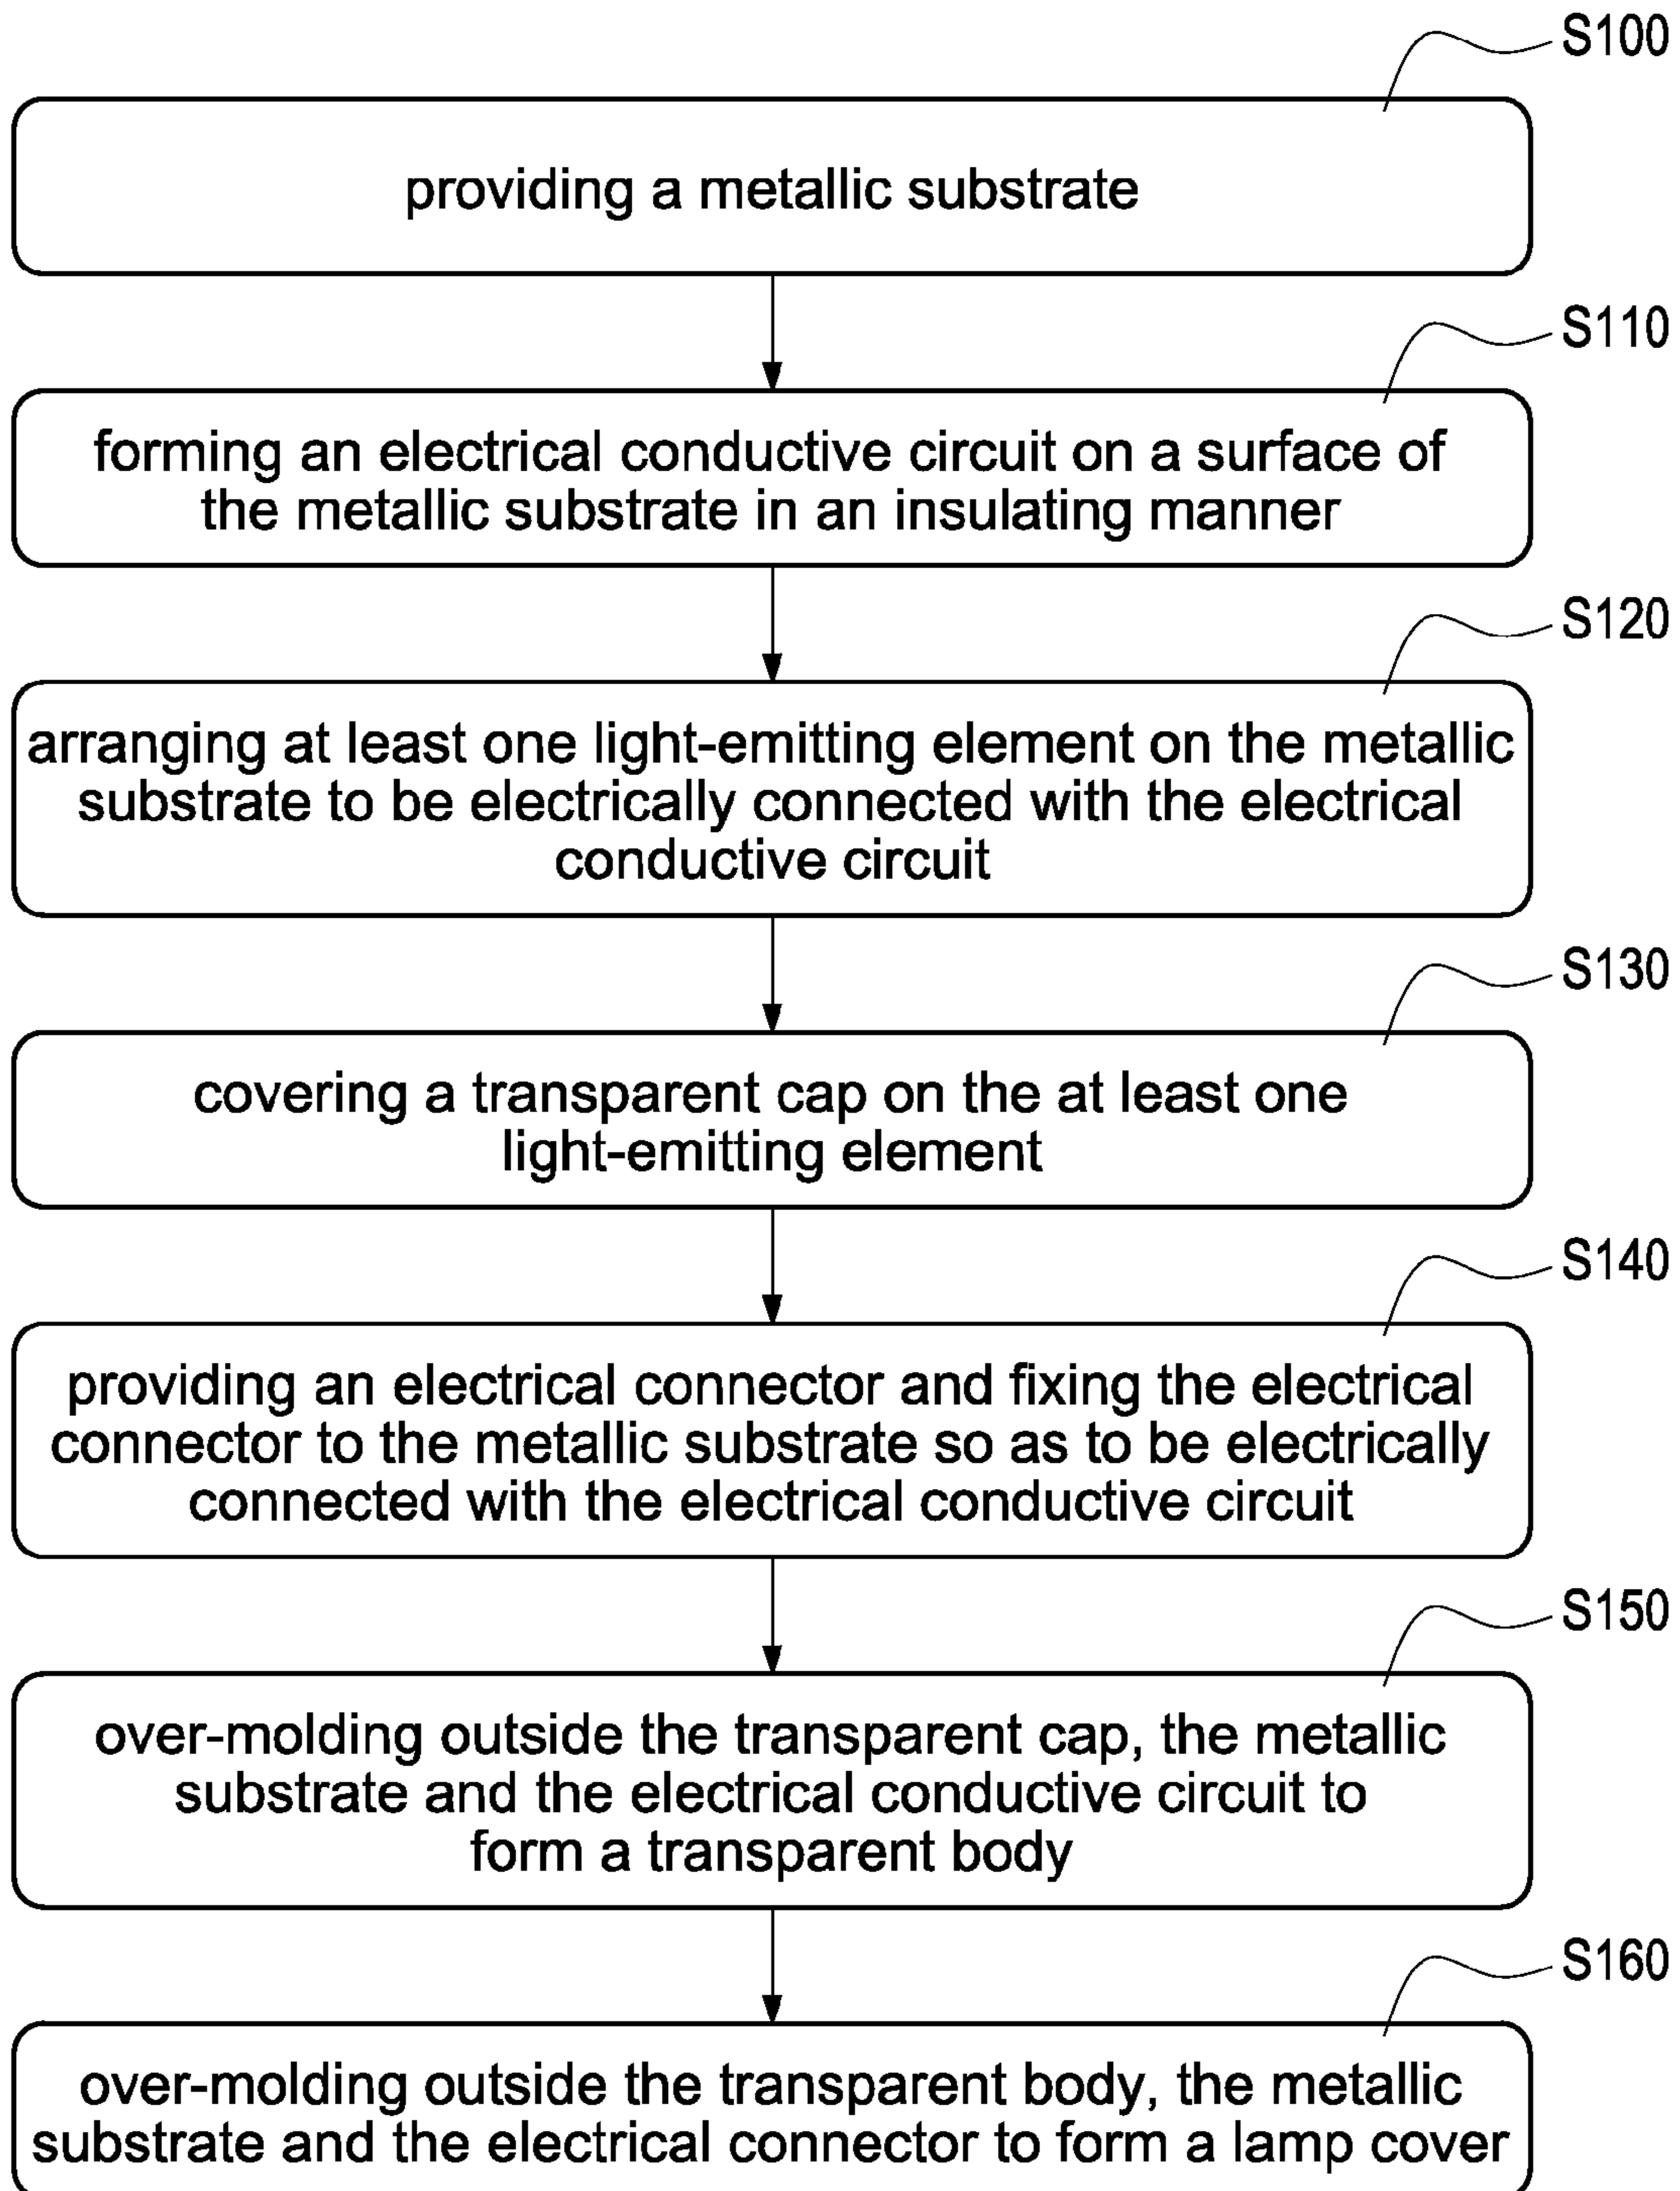 S100
providing a metallic substrate
S110
forming an electrical conductive circuit on a surface of
the metallic substrate in an insulating manner
S120
arranging at least one light-emitting element on the metallic
substrate to be electrically connected with the electrical
conductive circuit
S130
covering a transparent cap on the at least one
light-emitting element
S140
providing an electrical connector and fixing the electrical
connector to the metallic substrate so as to be electrically
connected with the electrical conductive circuit
S150
over-molding outside the transparent cap, the metallic
substrate and the electrical conductive circuit to
form a transparent body
S160
over-molding outside the transparent body, the metallic
substrate and the electrical connector to form a lamp cover